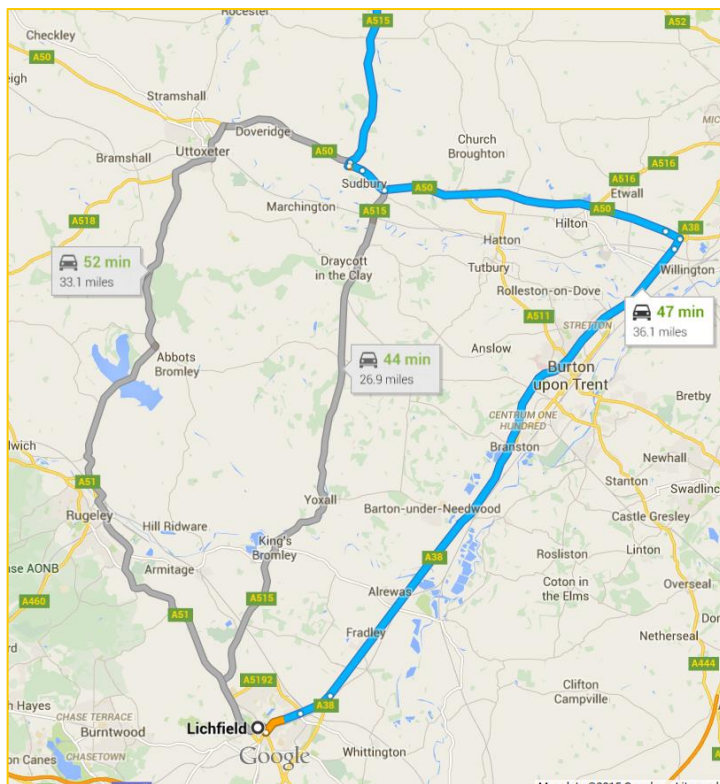 Rocester
A515
Checkley
A52
A50
eigh
Stramshall
Doveridge
Church
Broughton
A50
Uttoxeter
A516
Bramshall
A516
Sudbury
Etwall
A50
Marchington
A515
A50
A518
Hilton
A38
Hatton
Draycott
in the Clay
Tutbury
Willington
52 min
33.1 miles
Rolleston-on-Dove
47 min
36.1 miles
A511
STRETTON
Anslow
Abbots
Bromley
44 min
26.9 miles
Burton
upon Trent
Bretby
CENTRUM ONE
HUNDRED
Branston
lwich
Newhall
A51
Stanton
Yoxall
Swadlin
Rugeley
Barton-under-Needwood
Hill Ridware
Castle Gresley
King's
Bromley
Linton
ase AONB
A38
Rosliston
Armitage
Coton in
the Elms
Overseal
A460
Alrewas
A515
A51
Fradley
Netherseal
rd
A444
A5192
Clifton
Campville
h Hayes
A38
CHASE TERRACE
Lichfield
Burntwood
Whittington
Google
CHASETOWN
on Canes